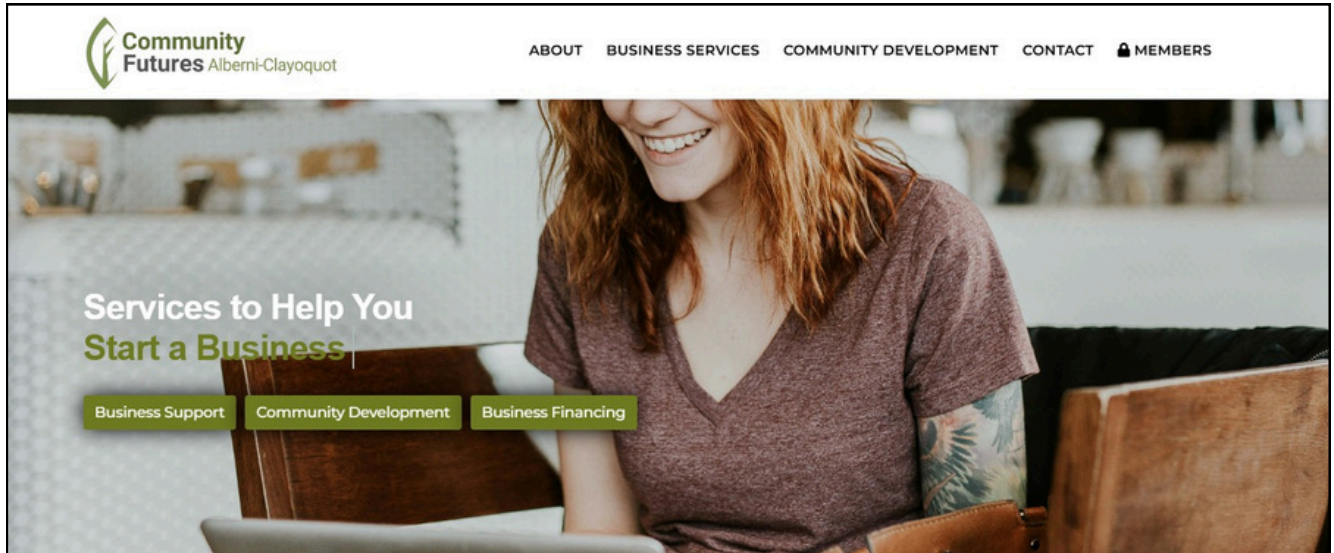 Community
Futures Alberni-Clayoquot
ABOUT BUSINESS SERVICES COMMUNITY DEVELOPMENT CONTACT MEMBERS
Services to Help You
Start a Business
Business Support Community Development Business Financing